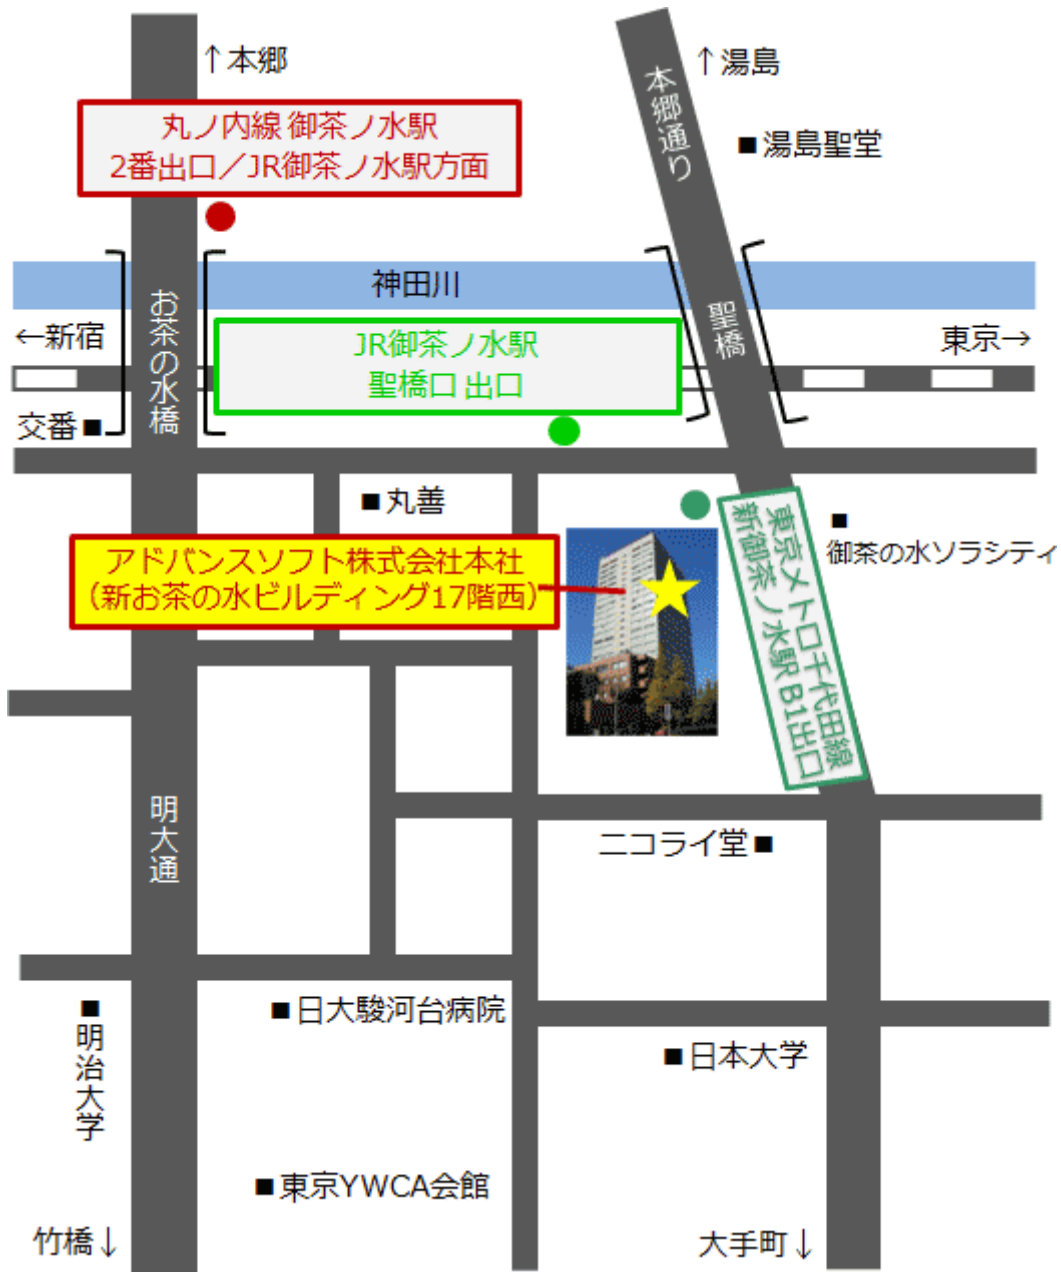 ↑本郷
↑湯島
本郷通り
■湯島聖堂
丸ノ内線 御茶ノ水駅
2番出口／JR御茶ノ水駅方面
神田川
お茶の水橋
聖橋
←新宿
東京→
JR御茶ノ水駅
聖橋口 出口
交番■
■丸善
東京メトロ千代田線
新御茶ノ水駅 B1出口
■
御茶の水ソラシティ
アドバンスソフト株式会社本社
（新お茶の水ビルディング17階西）
明大通
ニコライ堂■
■明治大学
■日大駿河台病院
■日本大学
■東京YWCA会館
竹橋↓
大手町↓